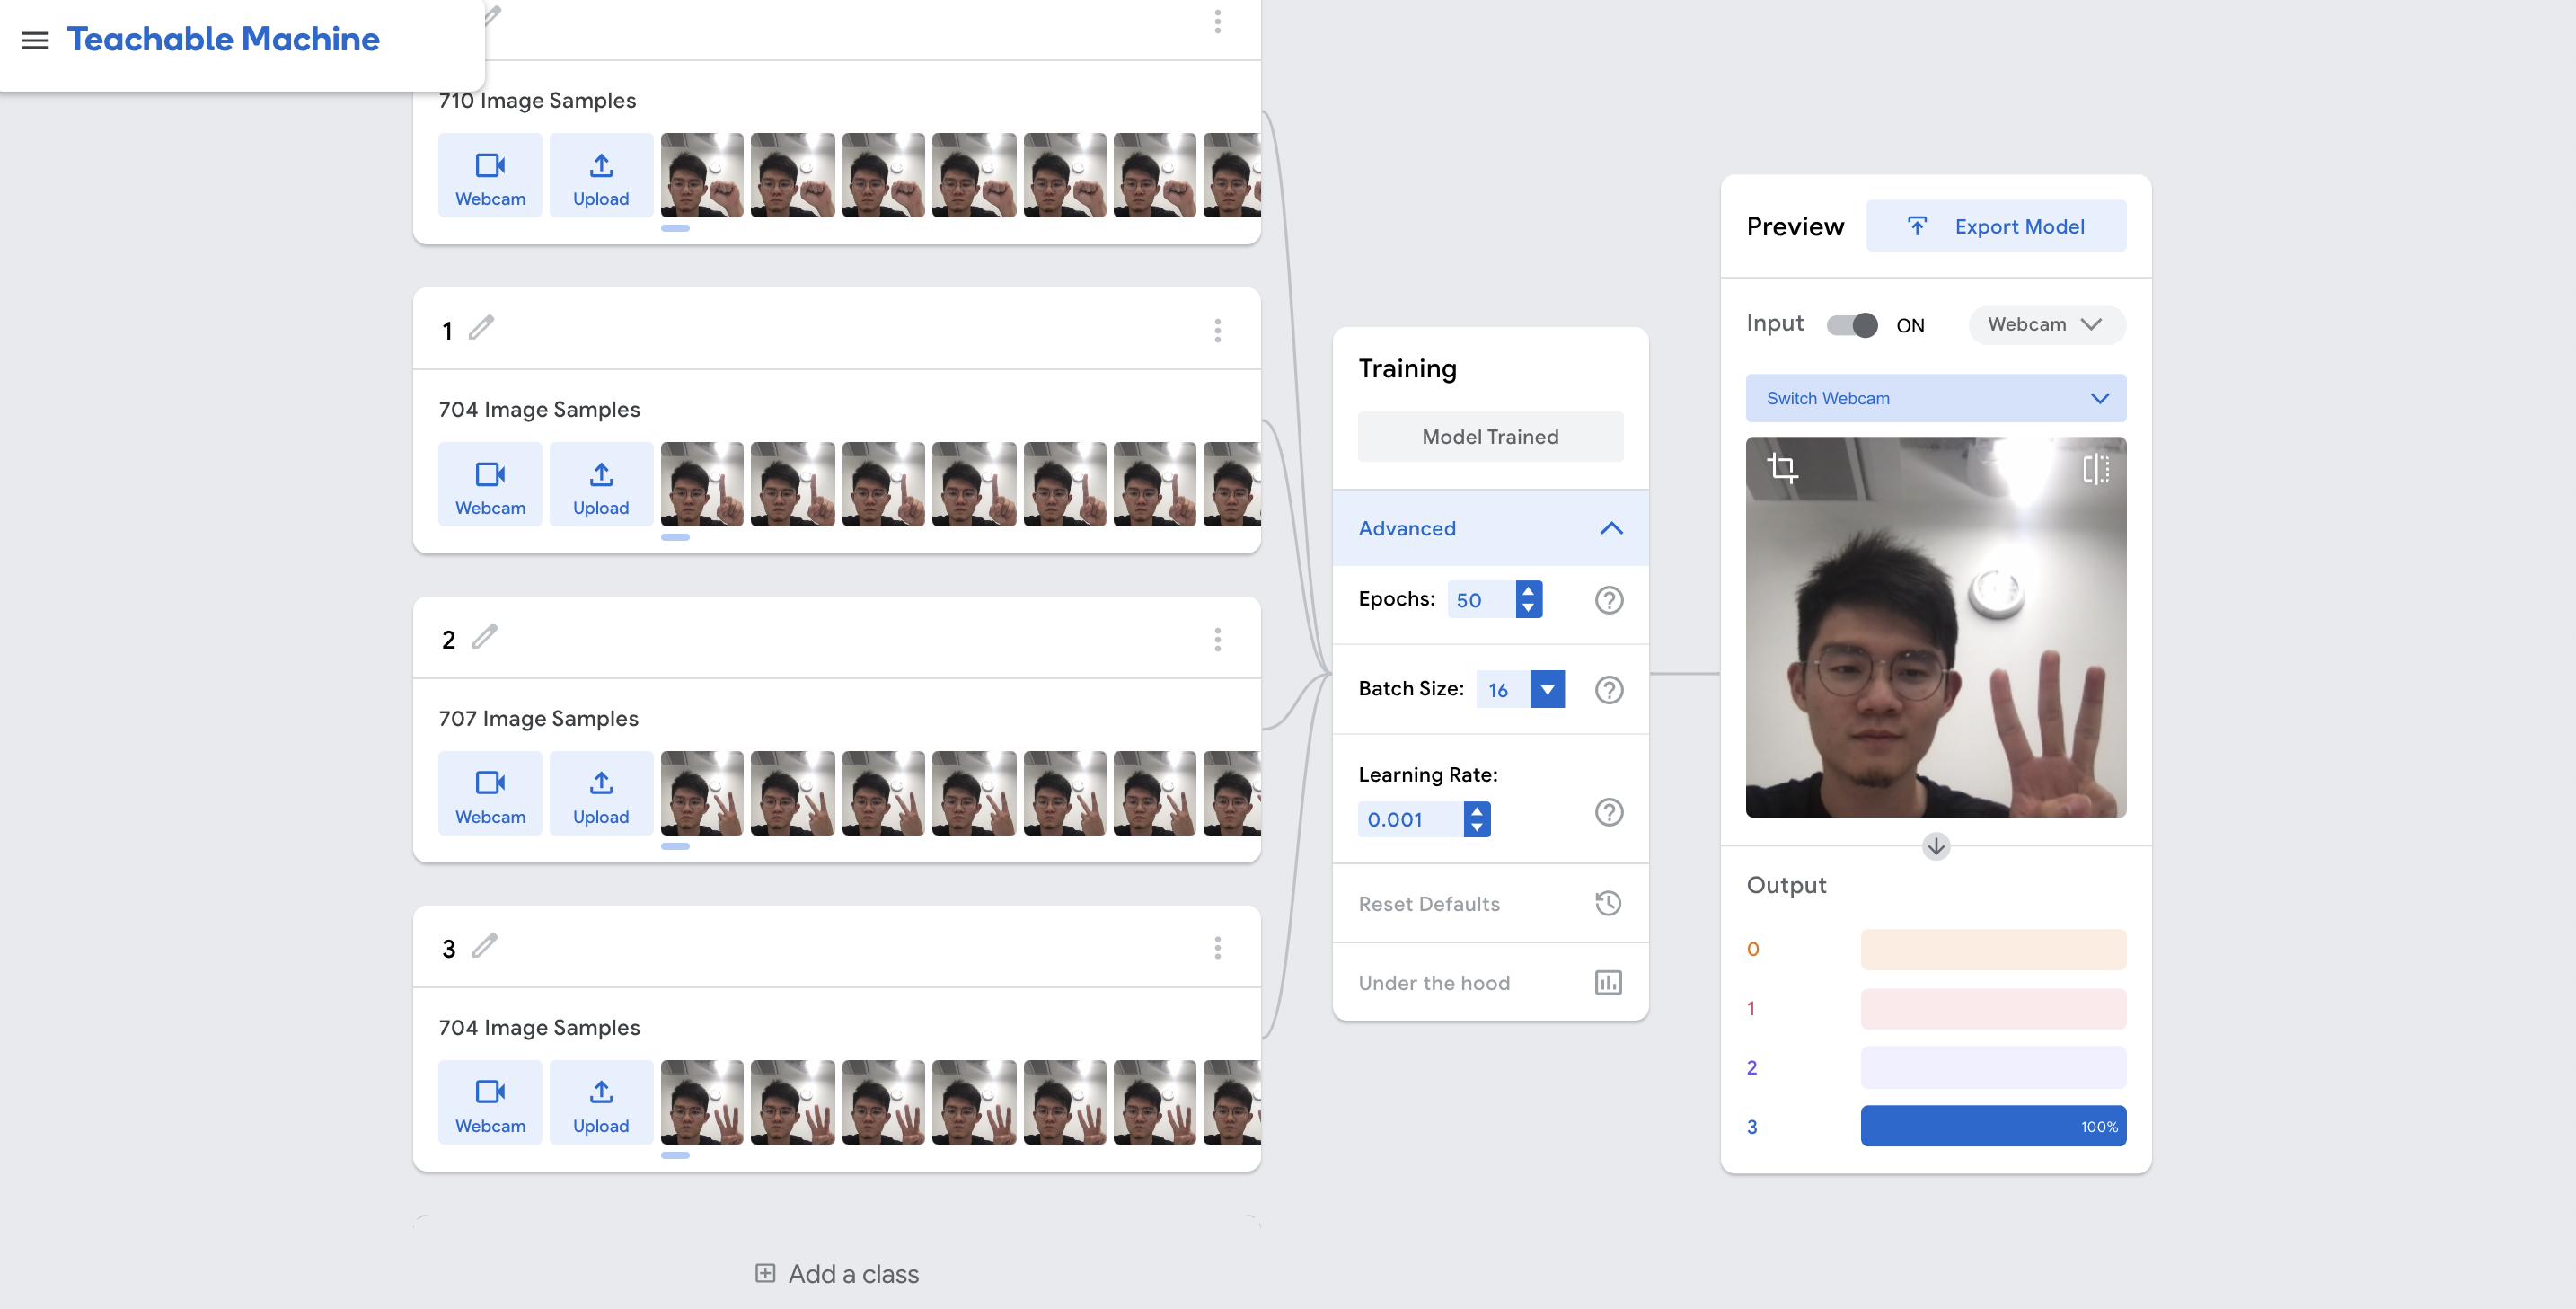 Teachable Machine
710 Image Samples
Webcam
Upload
1
704 Image Samples
Webcam
Upload
2
707 Image Samples
Webcam
Upload
3
704 Image Samples
Webcam
Upload
Add a class
Training
Model Trained
Advanced
Epochs: 50
Batch Size: 16
Learning Rate:
0.001
Reset Defaults
Under the hood
Preview
Export Model
Input ON Webcam
Switch Webcam
Output
0
1
2
3 100%